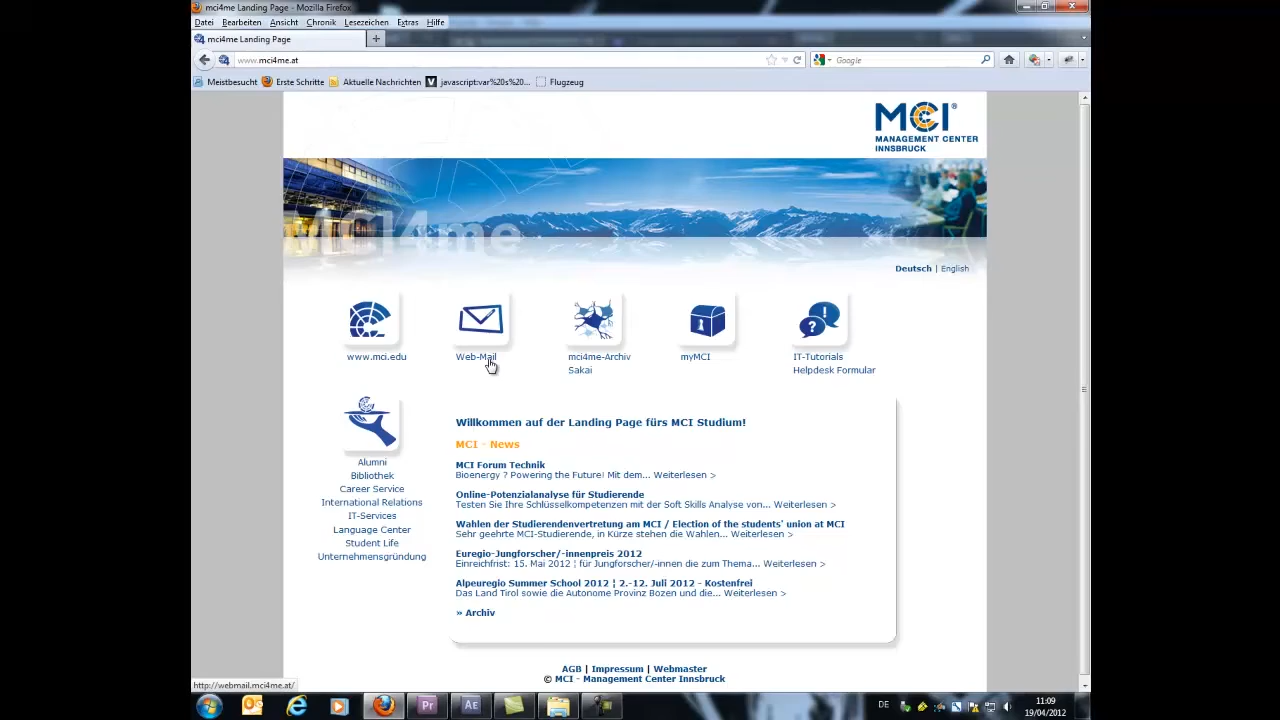 mci4me Landing Page - Mozilla Firefox
Datei Bearbeiten Ansicht Chronik Lesezeichen Extras Hilfe
mci4me Landing Page
www.mci4me.at
Google
Meistbesucht Erste Schritte Aktuelle Nachrichten javascript:var%20s%20... Flugzeug
MCI®
MANAGEMENT CENTER
INNSBRUCK
MCI4me
Deutsch | English
www.mci.edu
Web-Mail
mci4me-Archiv
Sakai
myMCI
IT-Tutorials
Helpdesk Formular
Alumni
Bibliothek
Career Service
International Relations
IT-Services
Language Center
Student Life
Unternehmensgründung
Willkommen auf der Landing Page fürs MCI Studium!
MCI - News
MCI Forum Technik
Bioenergy ? Powering the Future! Mit dem... Weiterlesen >
Online-Potenzialanalyse für Studierende
Testen Sie Ihre Schlüsselkompetenzen mit der Soft Skills Analyse von... Weiterlesen >
Wahlen der Studierendenvertretung am MCI / Election of the students' union at MCI
Sehr geehrte MCI-Studierende, in Kürze stehen die Wahlen... Weiterlesen >
Euregio-Jungforscher/-innenpreis 2012
Einreichfrist: 15. Mai 2012 ¦ für Jungforscher/-innen die zum Thema... Weiterlesen >
Alpeuregio Summer School 2012 ¦ 2.-12. Juli 2012 - Kostenfrei
Das Land Tirol sowie die Autonome Provinz Bozen und die... Weiterlesen >
» Archiv
AGB | Impressum | Webmaster
© MCI - Management Center Innsbruck
http://webmail.mci4me.at/
Pr
AE
DE
11:09
19/04/2012